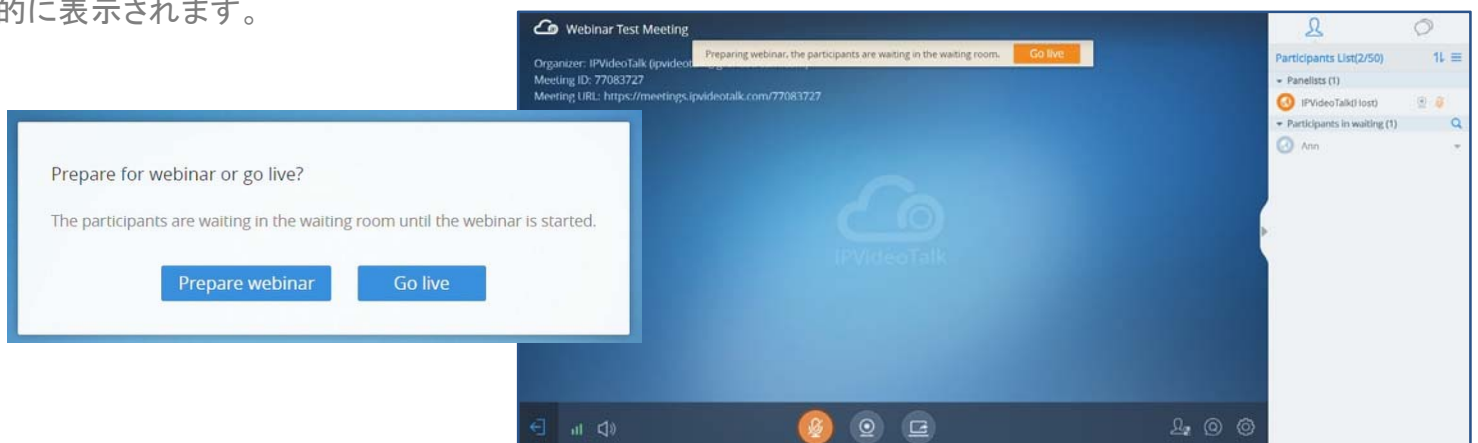 的に表示されます。
Webinar Test Meeting
Preparing webinar, the participants are waiting in the waiting room. Go live
Organizer: IPVideoTalk (ipvideot
Meeting ID: 77083727
Meeting URL: https://meetings.ipvideotalk.com/77083727
Participants List(2/50)
Panelists (1)
IPVideoTalk(Host)
Participants in waiting (1)
Ann
Prepare for webinar or go live?
The participants are waiting in the waiting room until the webinar is started.
Prepare webinar Go live
IPVideoTalk